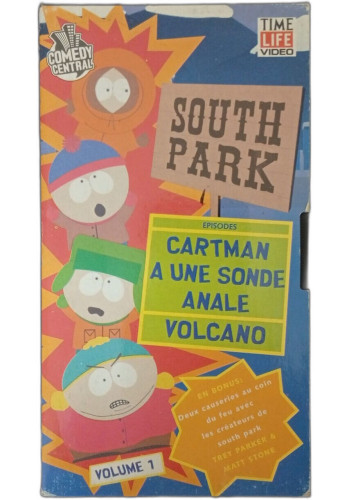 COMEDY
CENTRAL
TIME
LIFE
VIDEO
SOUTH
PARK
EPISODES
CARTMAN
A UNE SONDE
ANALE
VOLCANO
EN BONUS:
Deux causeries au coin
du feu avec
les créateurs de
south park
TREY PARKER &
MATT STONE
VOLUME 1